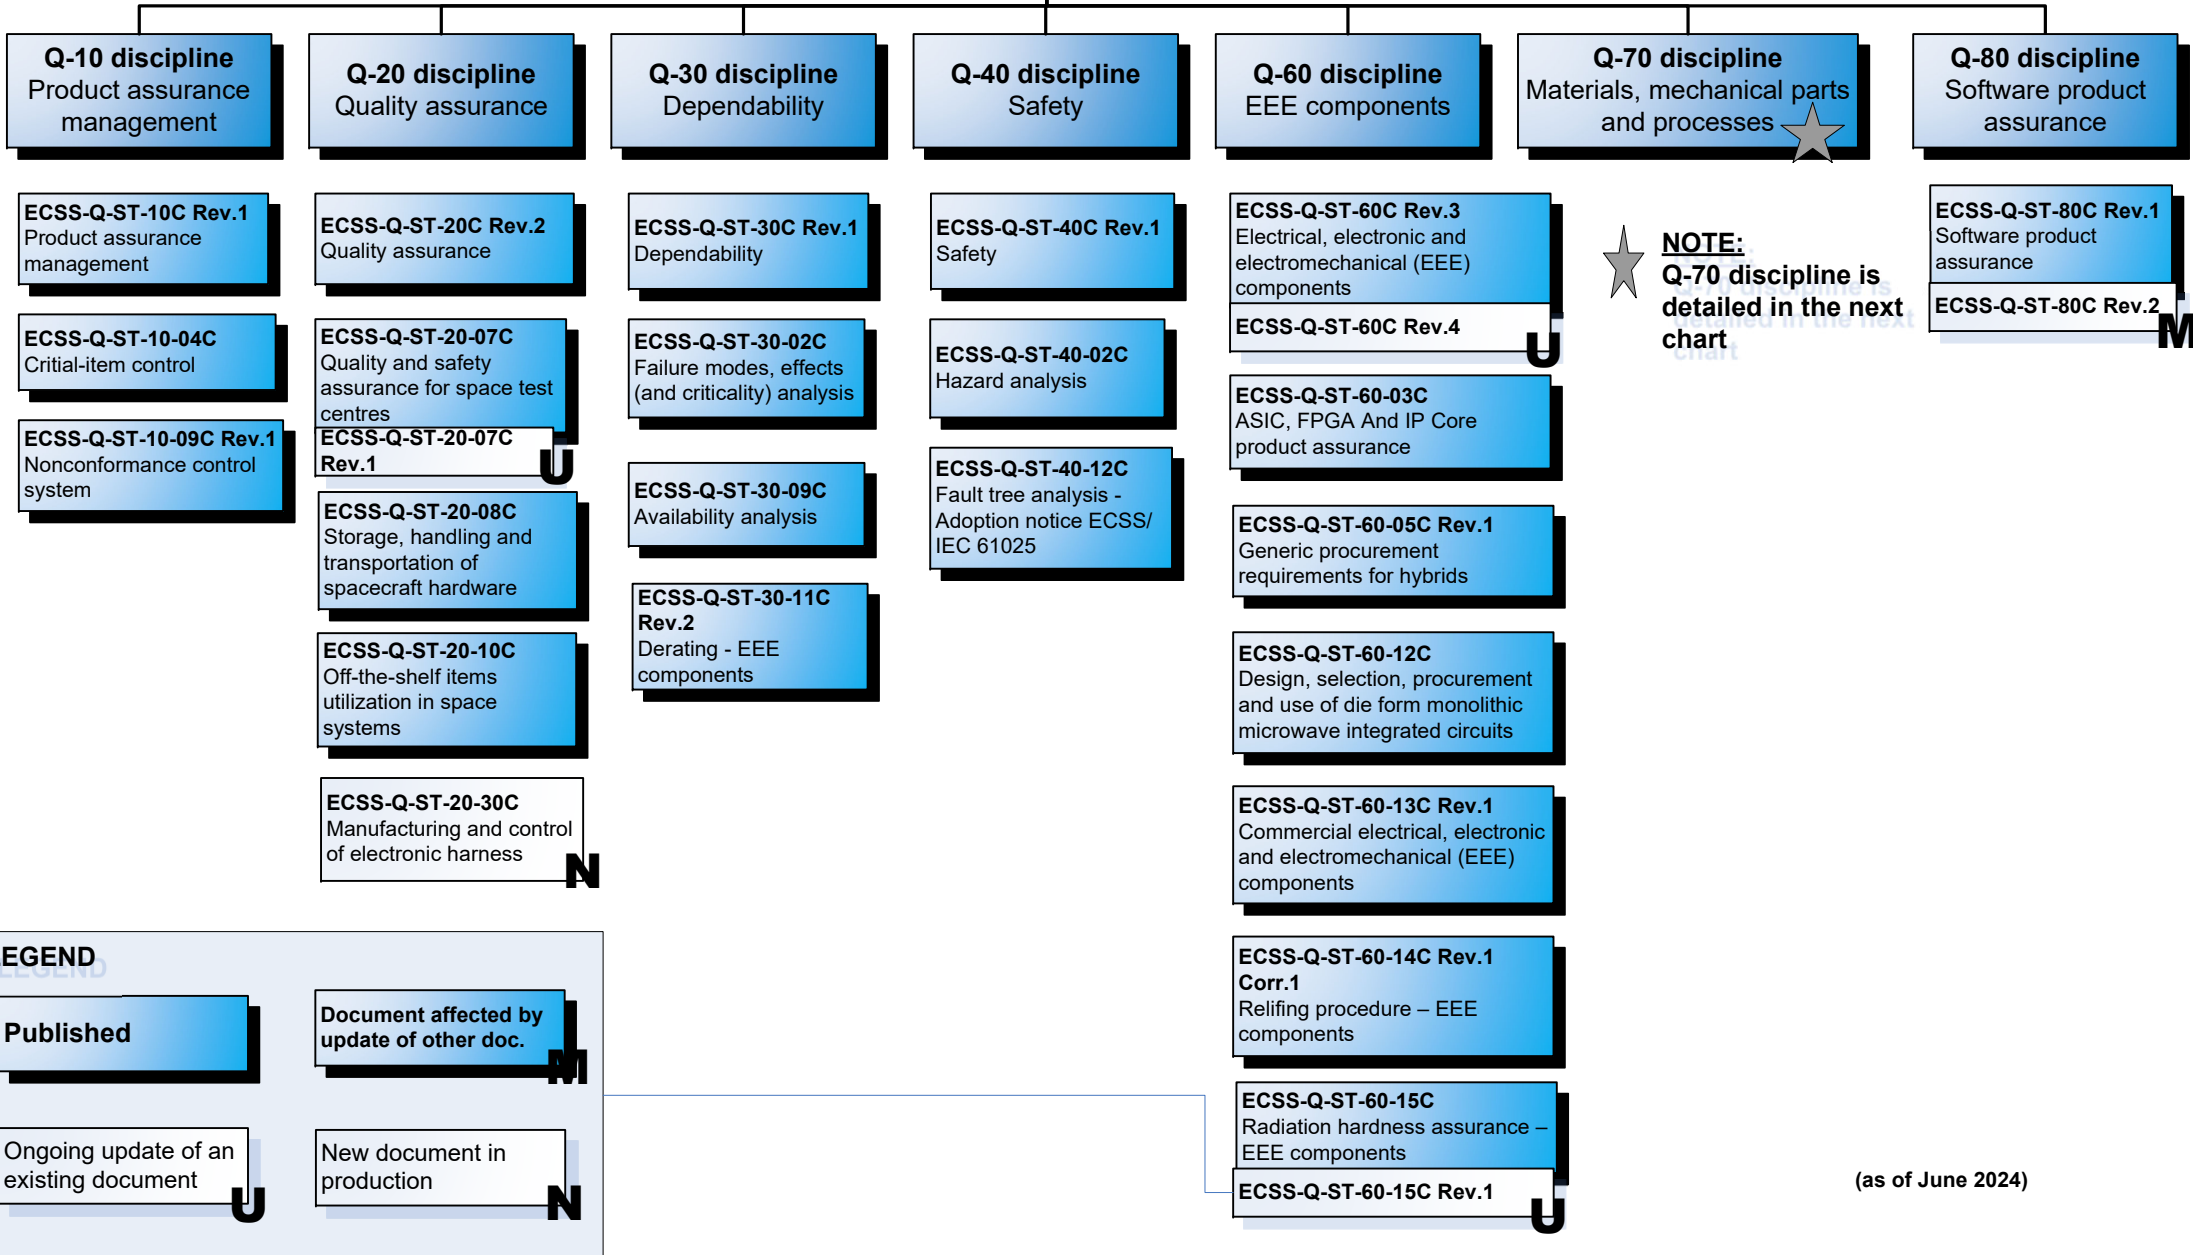 Q-10 discipline
Product assurance
management
Q-20 discipline
Quality assurance
Q-30 discipline
Dependability
Q-40 discipline
Safety
Q-60 discipline
EEE components
Q-70 discipline
Materials, mechanical parts
and processes
Q-80 discipline
Software product
assurance
ECSS-Q-ST-10C Rev.1
Product assurance
management
ECSS-Q-ST-10-04C
Critial-item control
ECSS-Q-ST-10-09C Rev.1
Nonconformance control
system
ECSS-Q-ST-20C Rev.2
Quality assurance
ECSS-Q-ST-20-07C
Quality and safety
assurance for space test
centres
ECSS-Q-ST-20-07C
Rev.1
U
ECSS-Q-ST-20-08C
Storage, handling and
transportation of
spacecraft hardware
ECSS-Q-ST-20-10C
Off-the-shelf items
utilization in space
systems
ECSS-Q-ST-20-30C
Manufacturing and control
of electronic harness
N
ECSS-Q-ST-30C Rev.1
Dependability
ECSS-Q-ST-30-02C
Failure modes, effects
(and criticality) analysis
ECSS-Q-ST-30-09C
Availability analysis
ECSS-Q-ST-30-11C
Rev.2
Derating - EEE
components
ECSS-Q-ST-40C Rev.1
Safety
ECSS-Q-ST-40-02C
Hazard analysis
ECSS-Q-ST-40-12C
Fault tree analysis -
Adoption notice ECSS/
IEC 61025
ECSS-Q-ST-60C Rev.3
Electrical, electronic and
electromechanical (EEE)
components
ECSS-Q-ST-60C Rev.4
U
ECSS-Q-ST-60-03C
ASIC, FPGA And IP Core
product assurance
ECSS-Q-ST-60-05C Rev.1
Generic procurement
requirements for hybrids
ECSS-Q-ST-60-12C
Design, selection, procurement
and use of die form monolithic
microwave integrated circuits
ECSS-Q-ST-60-13C Rev.1
Commercial electrical, electronic
and electromechanical (EEE)
components
ECSS-Q-ST-60-14C Rev.1
Corr.1
Relifing procedure – EEE
components
ECSS-Q-ST-60-15C
Radiation hardness assurance –
EEE components
ECSS-Q-ST-60-15C Rev.1
U
NOTE:
Q-70 discipline is
detailed in the next
chart
ECSS-Q-ST-80C Rev.1
Software product
assurance
ECSS-Q-ST-80C Rev.2
M
EGEND
Published
Document affected by
update of other doc.
M
Ongoing update of an
existing document
U
New document in
production
N
(as of June 2024)